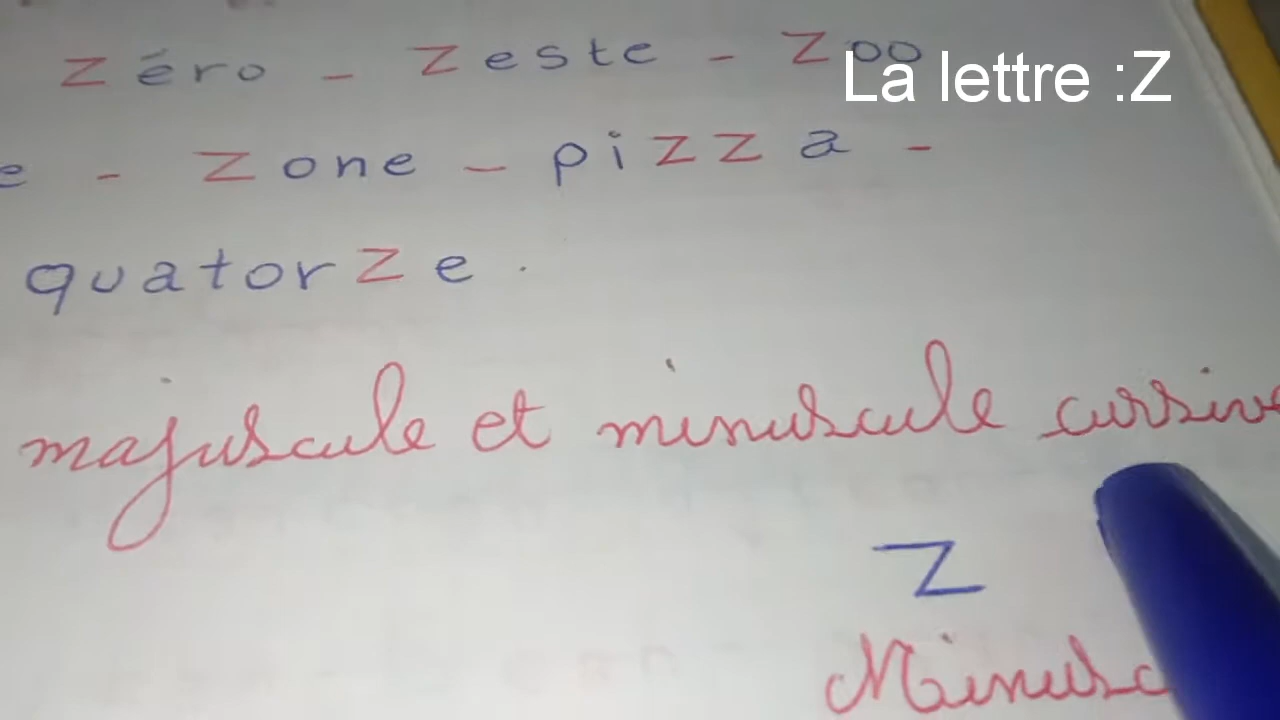 zéro - zeste - zoo
La lettre :Z
e - zone - pizza -
quatorze.
majuscule et minuscule cursive
z